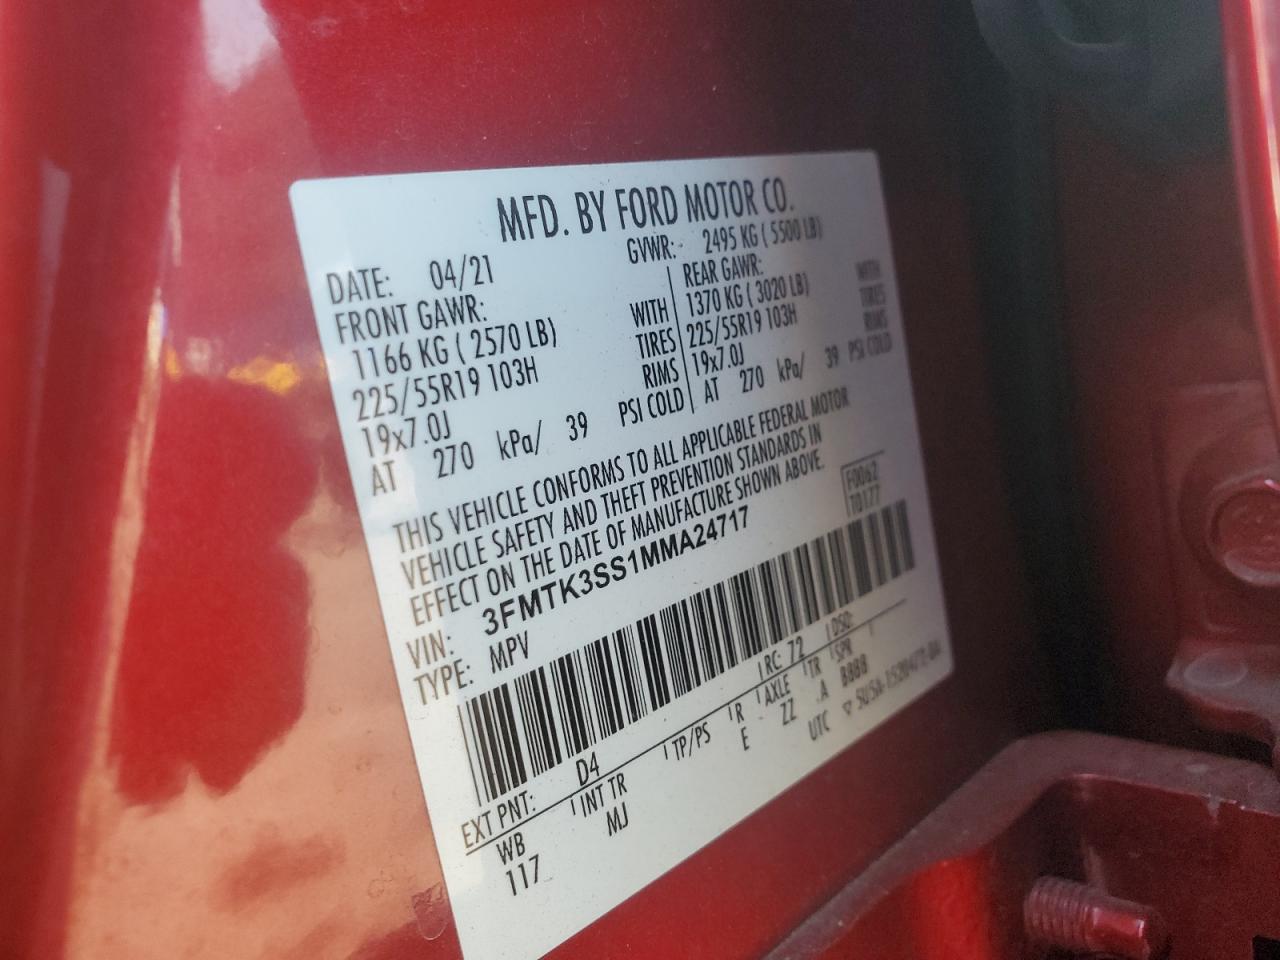 MFD. BY FORD MOTOR CO.
DATE: 04/21 GVWR: 2495 KG ( 5500 LB)
FRONT GAWR: REAR GAWR:
1166 KG ( 2570 LB) WITH 1370 KG ( 3020 LB) WITH
225/55R19 103H TIRES 225/55R19 103H TIRES
19x7.0J RIMS 19x7.0J RIMS
AT 270 kPa/ 39 PSI COLD AT 270 kPa/ 39 PSI COLD
THIS VEHICLE CONFORMS TO ALL APPLICABLE FEDERAL MOTOR
VEHICLE SAFETY AND THEFT PREVENTION STANDARDS IN
EFFECT ON THE DATE OF MANUFACTURE SHOWN ABOVE.
VIN: 3FMTK3SS1MMA24717
TYPE: MPV
F0062
T0177
EXT PNT: D4 RC: 72 DSO:
WB INT TR TP/PS R AXLE TR SPR
117 MJ E ZZ A BBBB
UTC